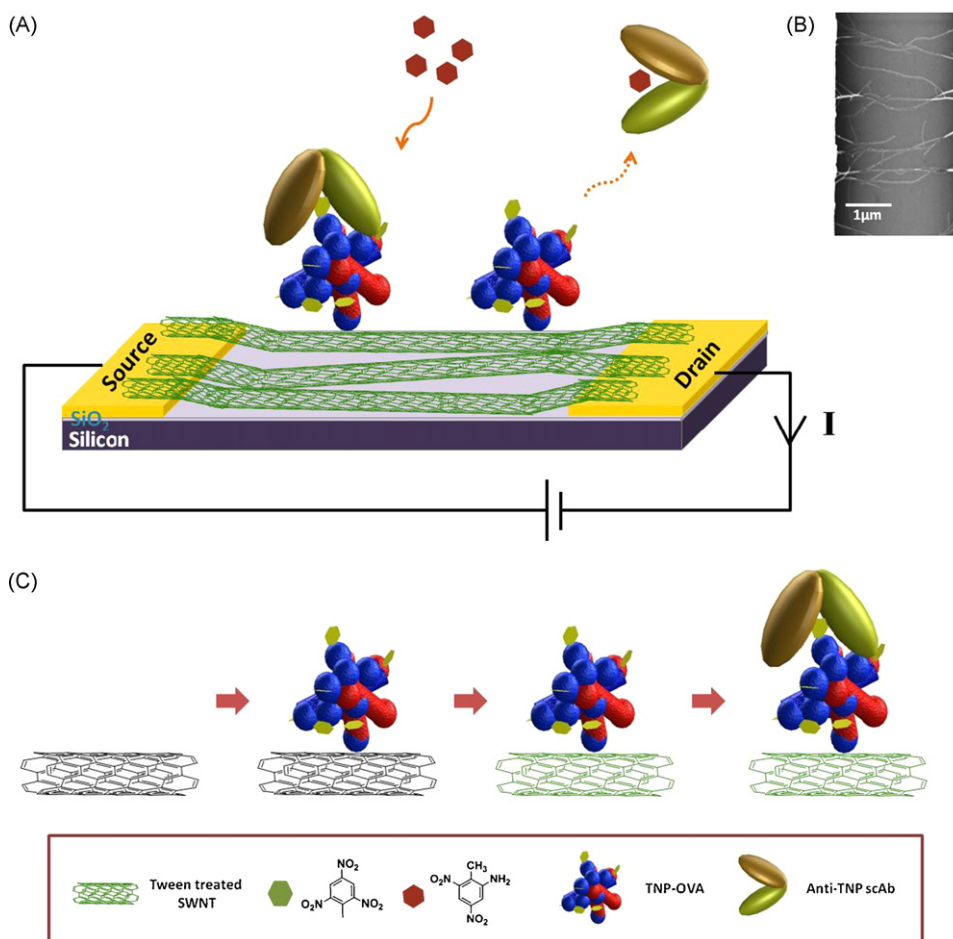 (A)
(B)
1μm
Source
Drain
SiO₂
Silicon
I
(C)
Tween treated
SWNT
NO₂
O₂N
NO₂
CH₃
O₂N
NH₂
NO₂
TNP-OVA
Anti-TNP scAb